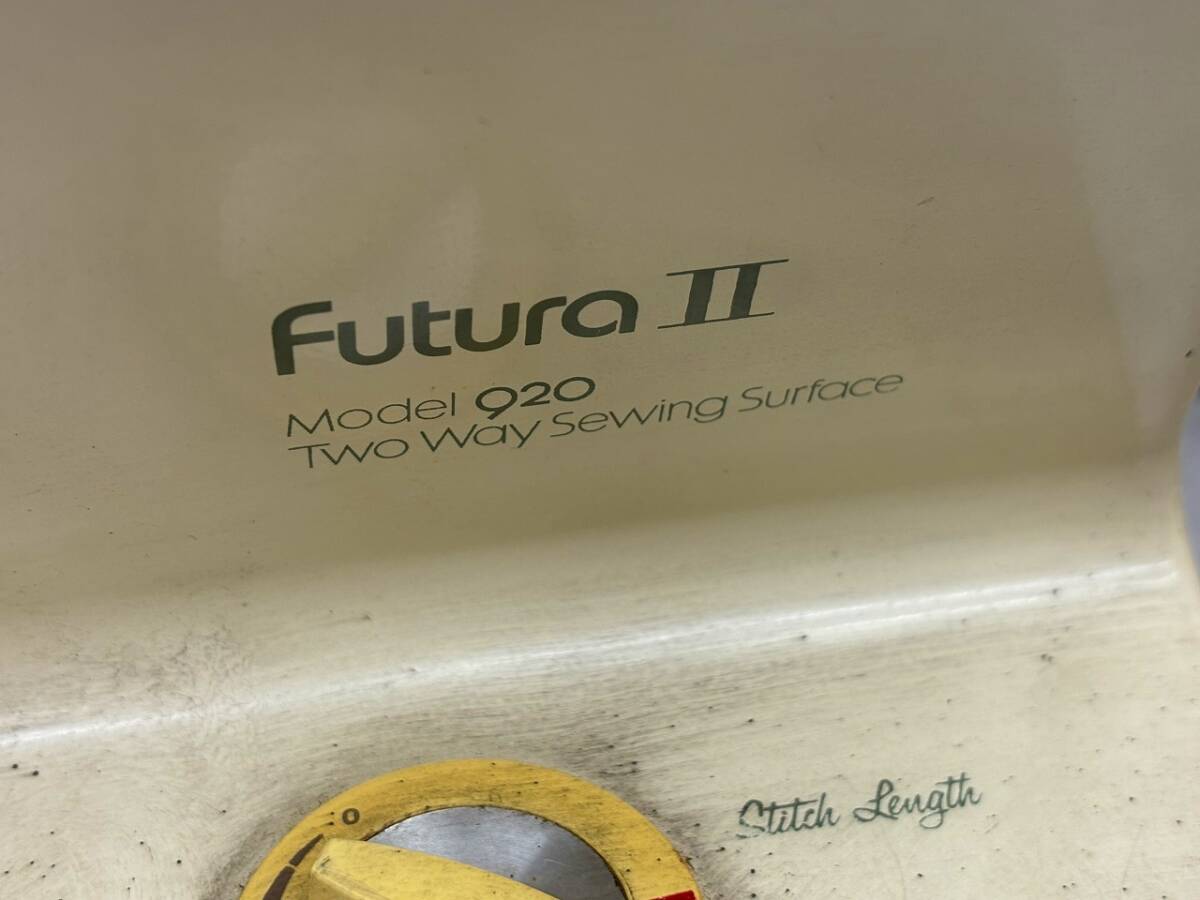 Futura II
Model 920
Two Way Sewing Surface
Stitch Length
0